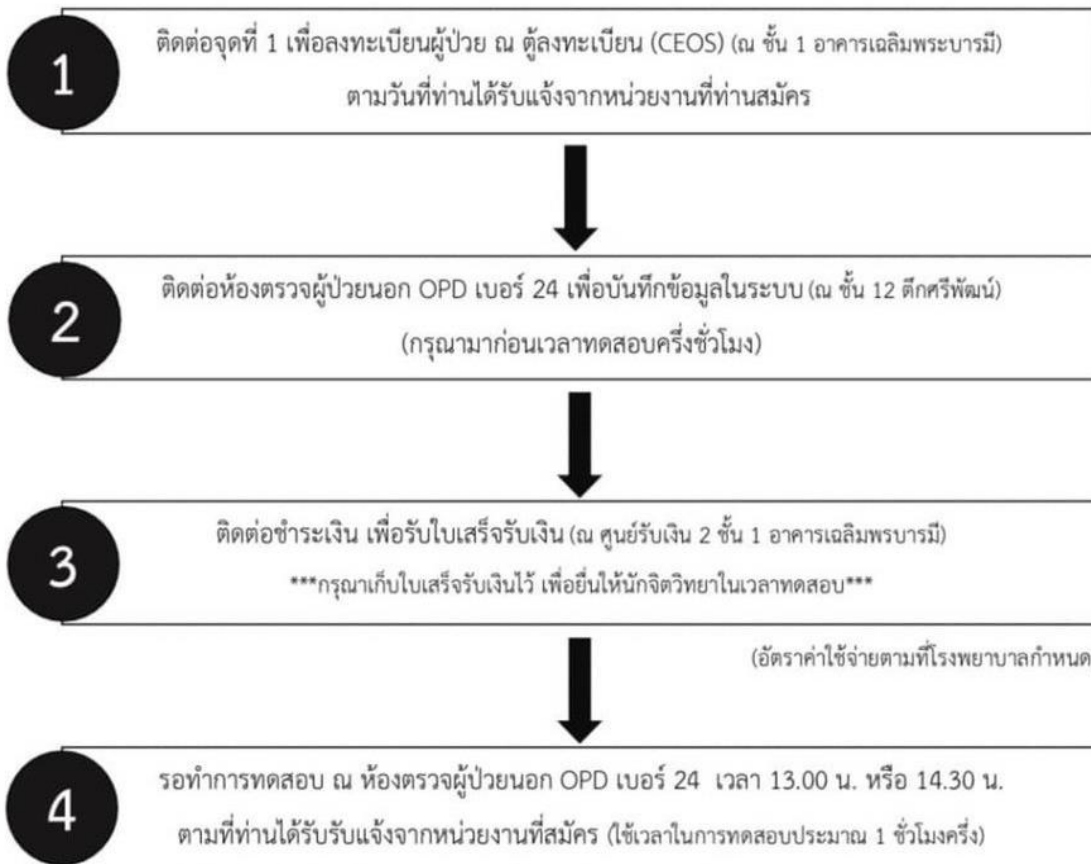 1
ติดต่อจุดที่ 1 เพื่อลงทะเบียนผู้ป่วย ณ ตู้ลงทะเบียน (CEOS) (ณ ชั้น 1 อาคารเฉลิมพระบารมี)
ตามวันที่ท่านได้รับแจ้งจากหน่วยงานที่ท่านสมัคร
2
ติดต่อห้องตรวจผู้ป่วยนอก OPD เบอร์ 24 เพื่อบันทึกข้อมูลในระบบ (ณ ชั้น 12 ตึกศรีพัฒน์)
(กรุณามาก่อนเวลาทดสอบครึ่งชั่วโมง)
3
ติดต่อชำระเงิน เพื่อรับใบเสร็จรับเงิน (ณ ศูนย์รับเงิน 2 ชั้น 1 อาคารเฉลิมพรบารมี)
***กรุณาเก็บใบเสร็จรับเงินไว้ เพื่อยื่นให้นักจิตวิทยาในเวลาทดสอบ***
(อัตราค่าใช้จ่ายตามที่โรงพยาบาลกำหนด
4
รอทำการทดสอบ ณ ห้องตรวจผู้ป่วยนอก OPD เบอร์ 24 เวลา 13.00 น. หรือ 14.30 น.
ตามที่ท่านได้รับรับแจ้งจากหน่วยงานที่สมัคร (ใช้เวลาในการทดสอบประมาณ 1 ชั่วโมงครึ่ง)